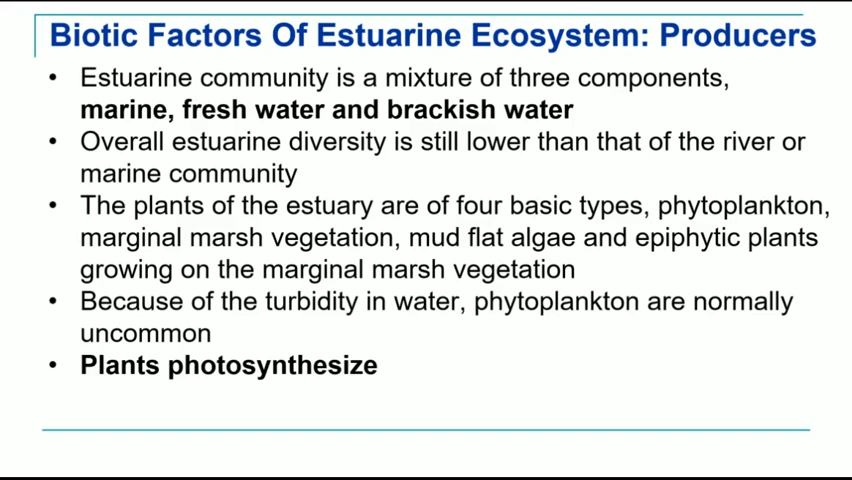 Biotic Factors Of Estuarine Ecosystem: Producers
• Estuarine community is a mixture of three components,
marine, fresh water and brackish water
• Overall estuarine diversity is still lower than that of the river or
marine community
• The plants of the estuary are of four basic types, phytoplankton,
marginal marsh vegetation, mud flat algae and epiphytic plants
growing on the marginal marsh vegetation
• Because of the turbidity in water, phytoplankton are normally
uncommon
• Plants photosynthesize